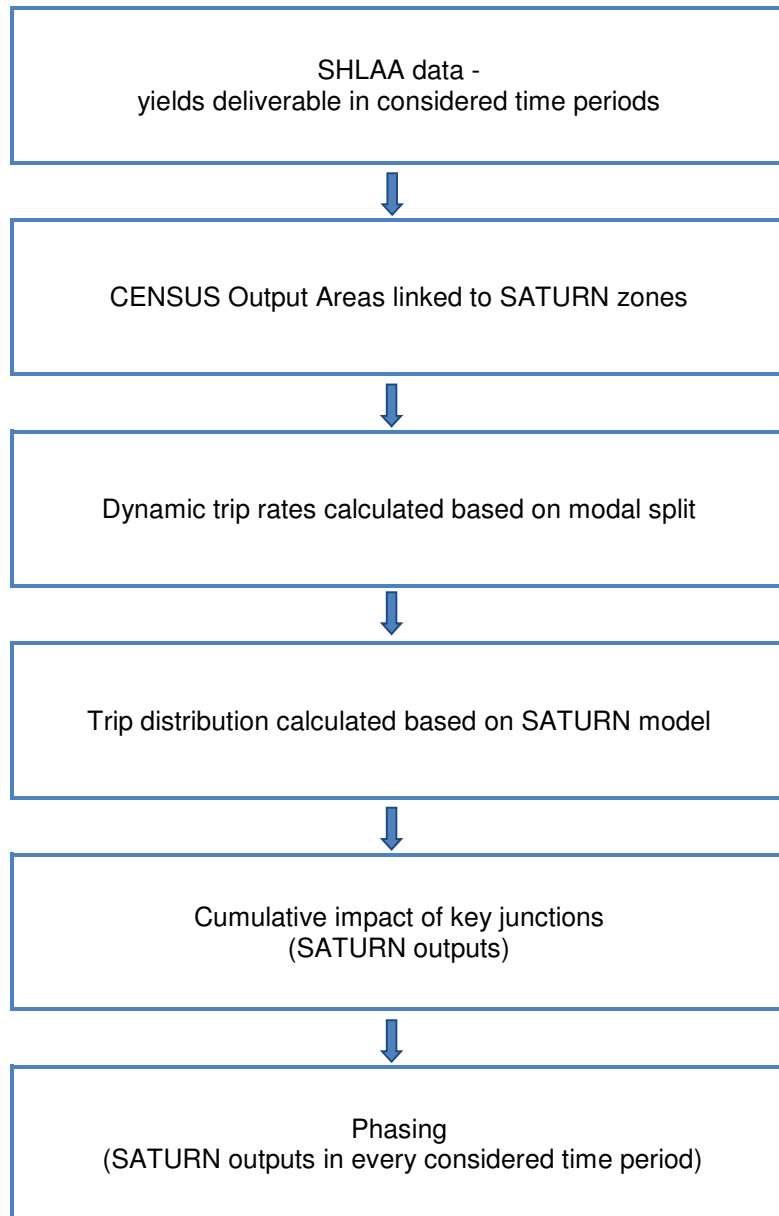 SHLAA data -
yields deliverable in considered time periods
CENSUS Output Areas linked to SATURN zones
Dynamic trip rates calculated based on modal split
Trip distribution calculated based on SATURN model
Cumulative impact of key junctions
(SATURN outputs)
Phasing
(SATURN outputs in every considered time period)